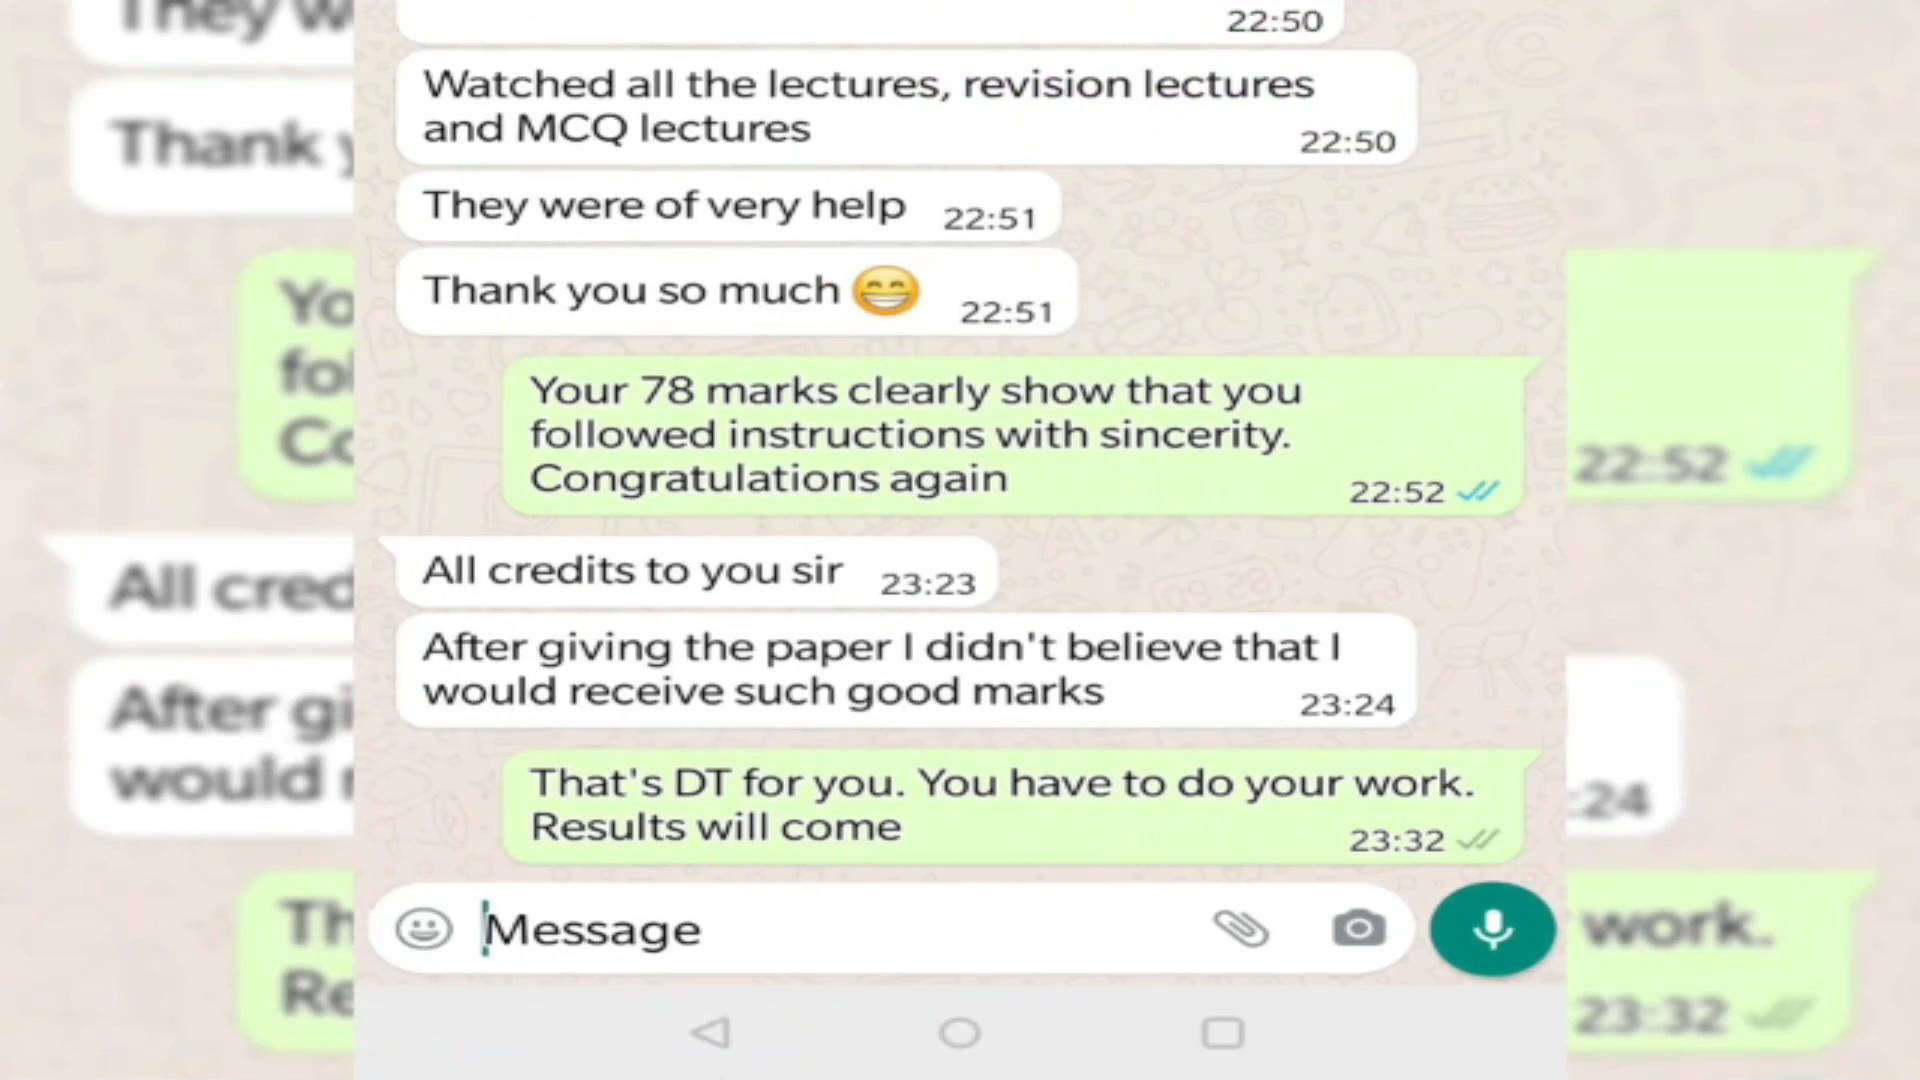 22:50
Watched all the lectures, revision lectures
and MCQ lectures
22:50
They were of very help 22:51
Thank you so much 😁 22:51
Your 78 marks clearly show that you
followed instructions with sincerity.
Congratulations again
22:52
All credits to you sir 23:23
After giving the paper I didn't believe that I
would receive such good marks
23:24
That's DT for you. You have to do your work.
Results will come
23:32
Message